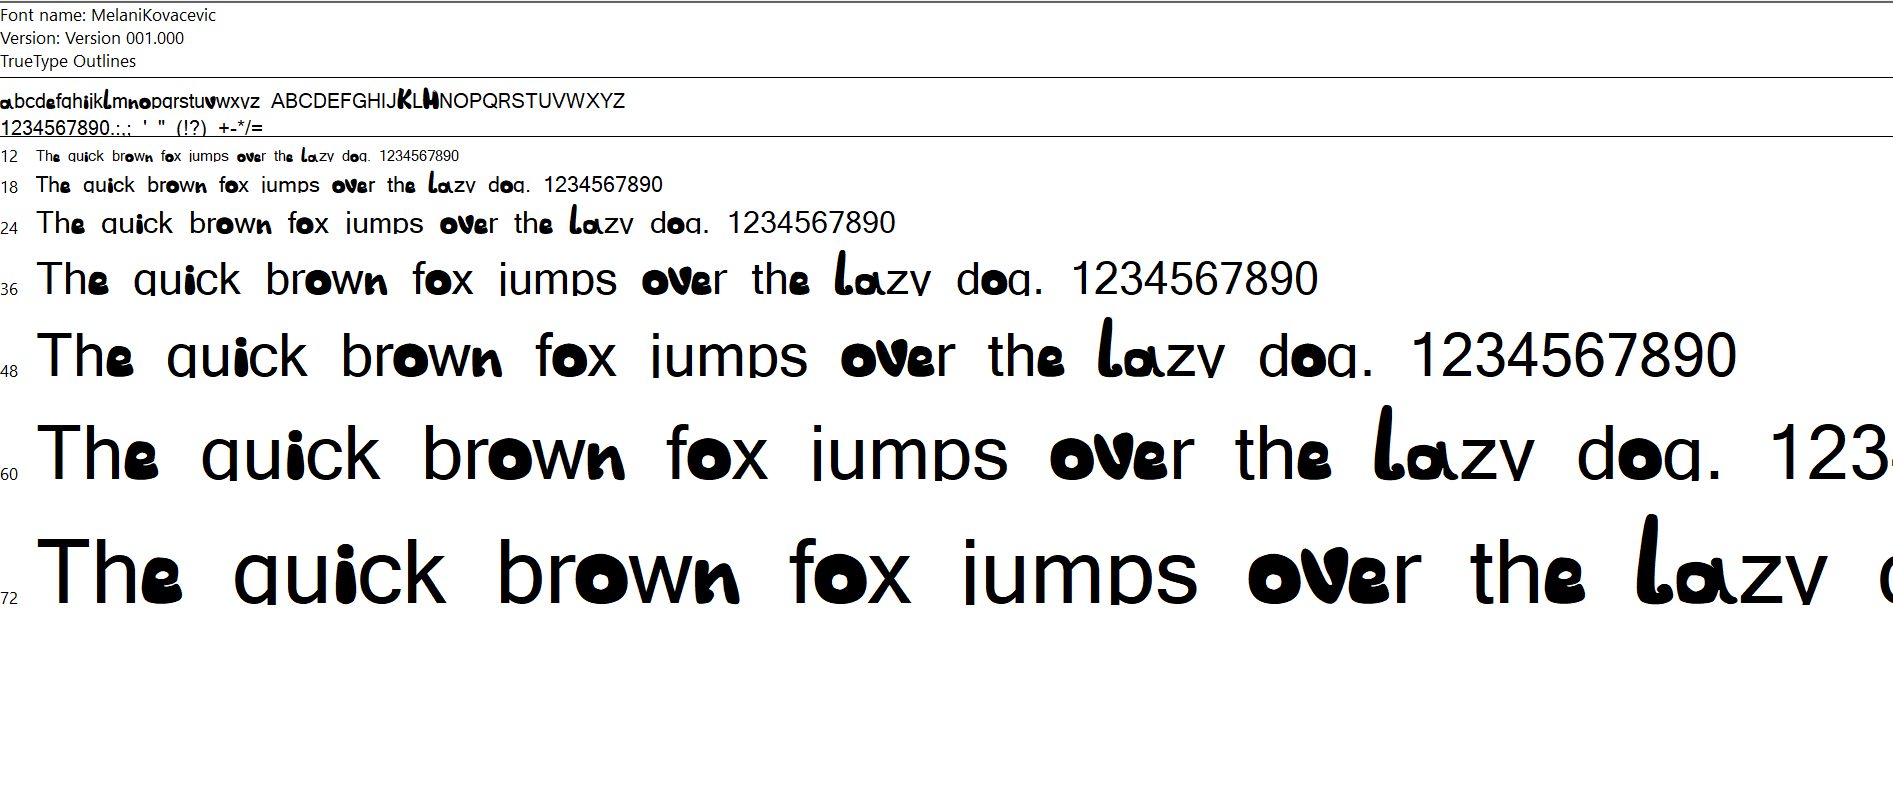 Font name: MelaniKovacevic
Version: Version 001.000
TrueType Outlines
abcdefghijklmnopqrstuvwxyz ABCDEFGHIJKLMNOPQRSTUVWXYZ
1234567890.:,; ' " (!?) +-*/=
12 The quick brown fox jumps over the lazy dog. 1234567890
18 The quick brown fox jumps over the lazy dog. 1234567890
24 The quick brown fox jumps over the lazy dog. 1234567890
36 The quick brown fox jumps over the lazy dog. 1234567890
48 The quick brown fox jumps over the lazy dog. 1234567890
60 The quick brown fox jumps over the lazy dog. 123
72 The quick brown fox jumps over the lazy